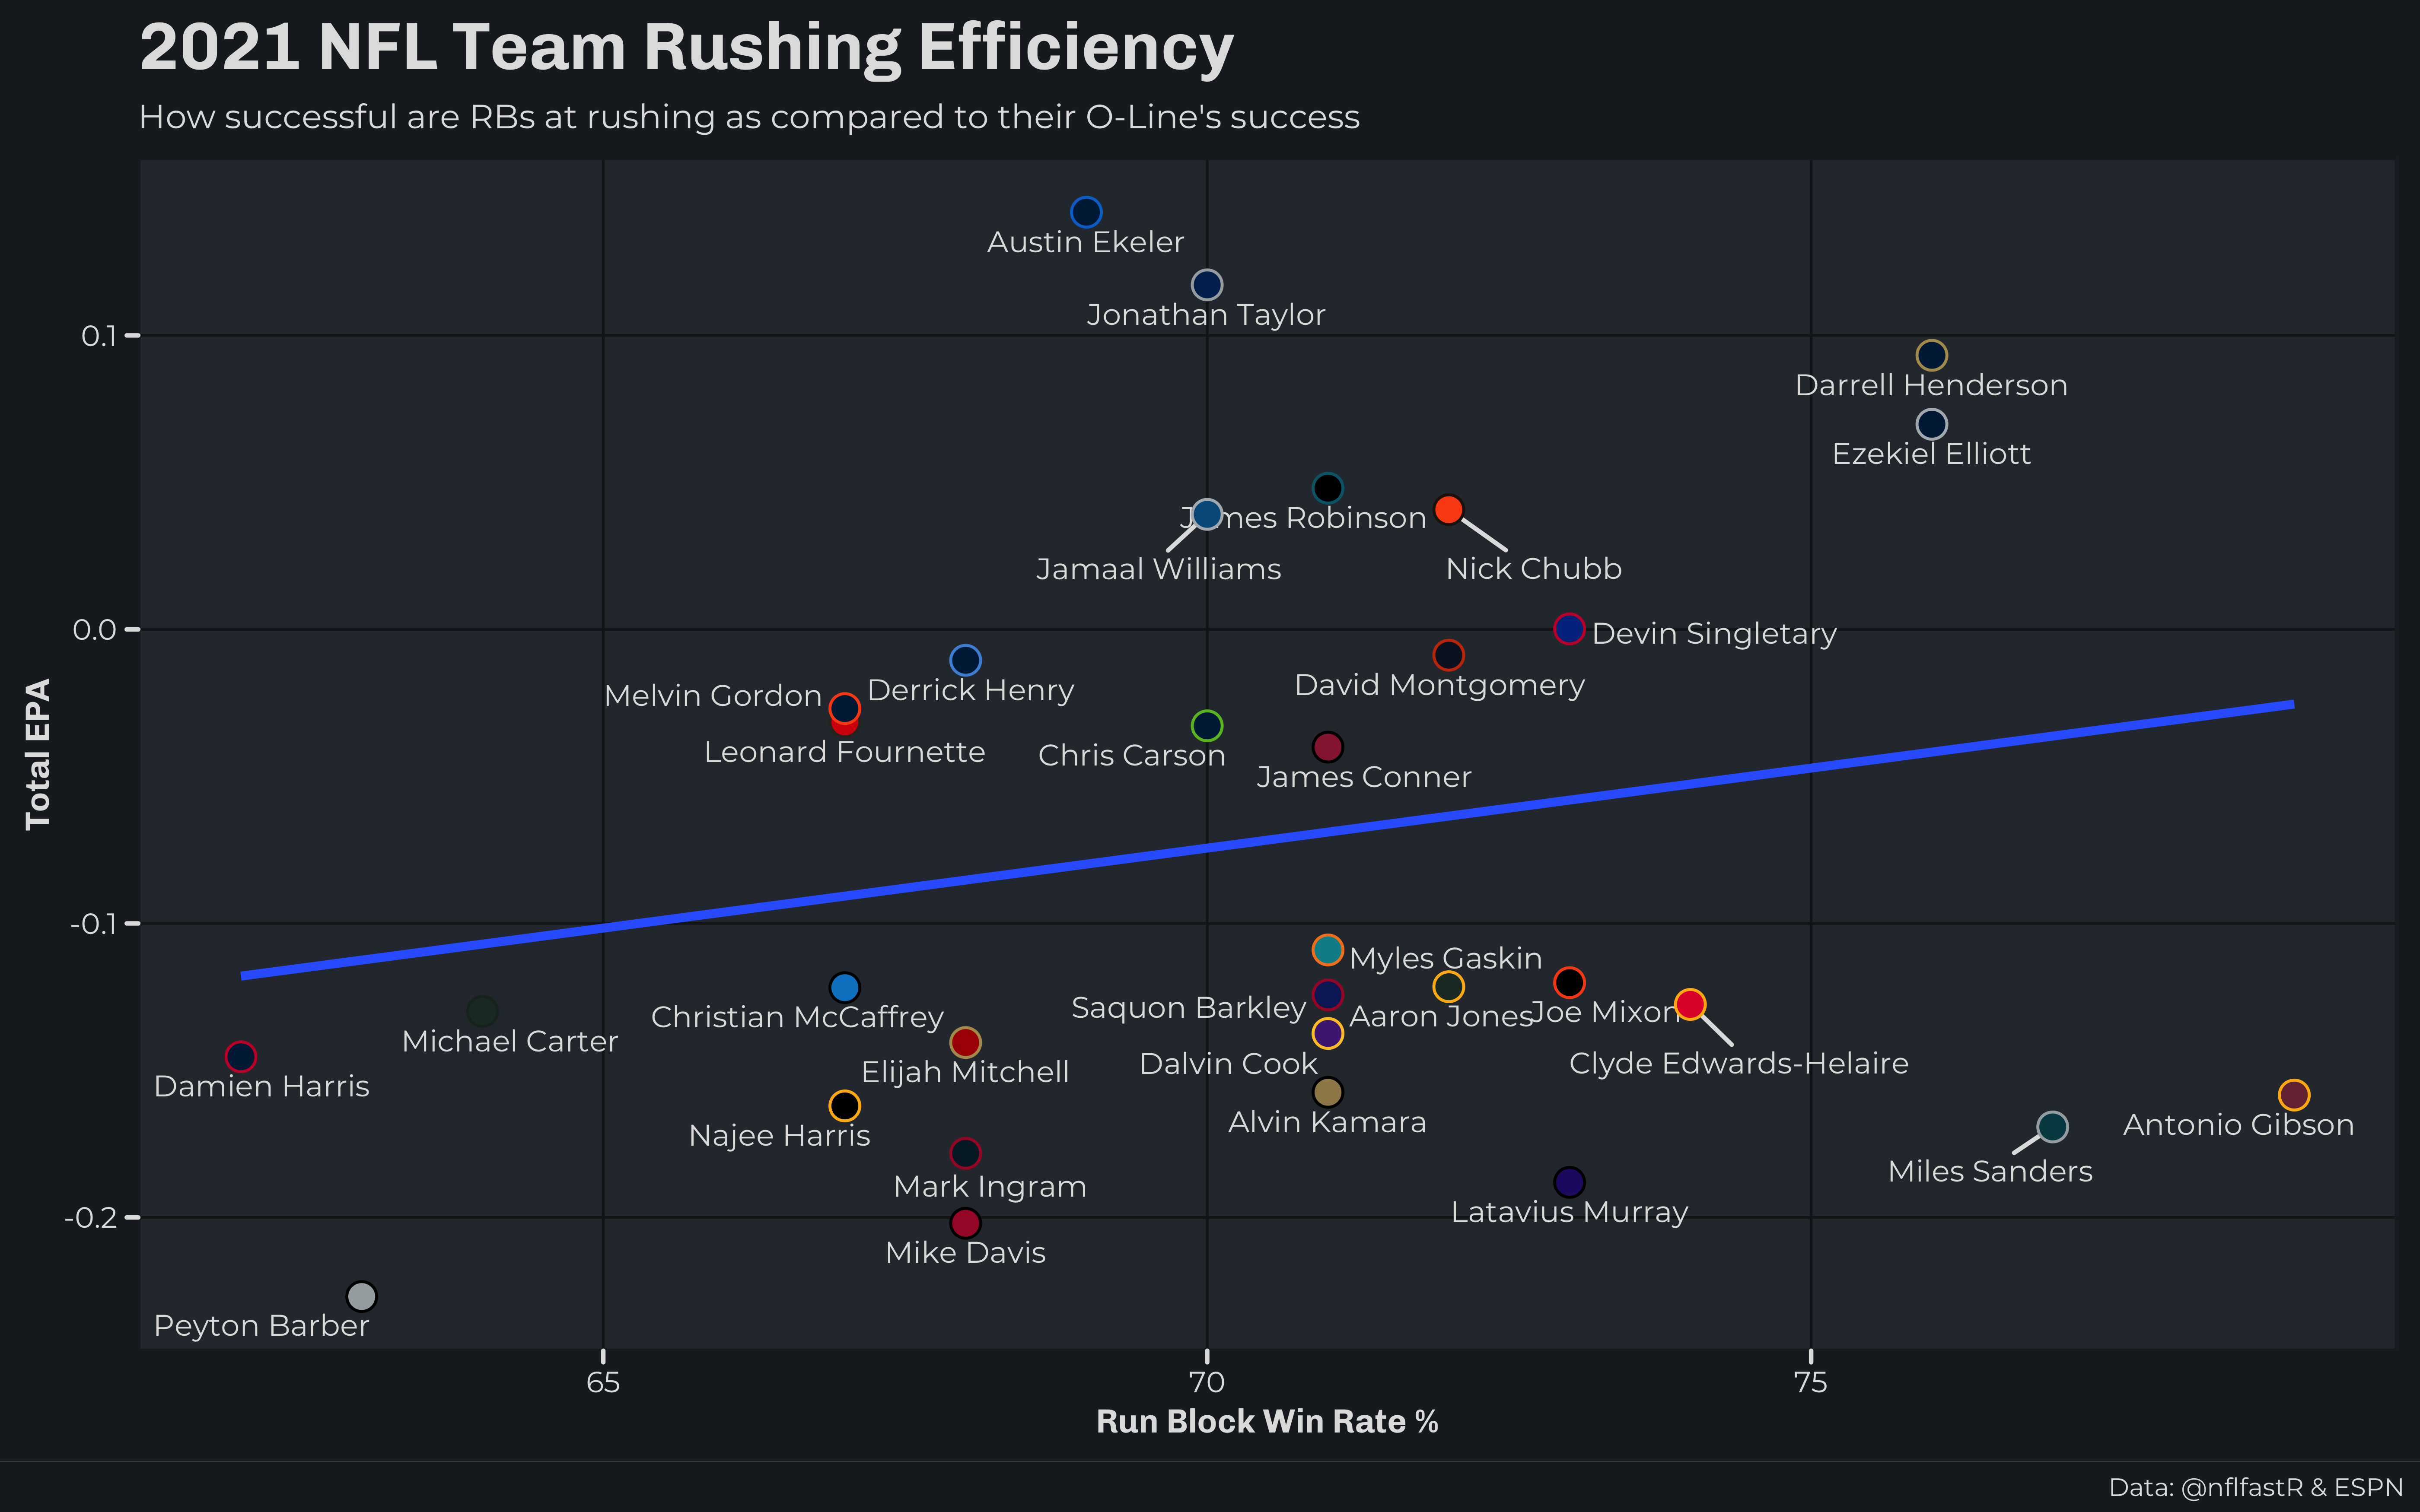 2021 NFL Team Rushing Efficiency
How successful are RBs at rushing as compared to their O-Line's success
Austin Ekeler
Jonathan Taylor
0.1
Darrell Henderson
Ezekiel Elliott
James Robinson
Jamaal Williams
Nick Chubb
0.0
Devin Singletary
David Montgomery
Melvin Gordon
Derrick Henry
Leonard Fournette
Chris Carson
James Conner
Total EPA
-0.1
Myles Gaskin
Saquon Barkley
Aaron Jones
Joe Mixon
Christian McCaffrey
Michael Carter
Dalvin Cook
Clyde Edwards-Helaire
Elijah Mitchell
Damien Harris
Alvin Kamara
Antonio Gibson
Najee Harris
Miles Sanders
Mark Ingram
Latavius Murray
-0.2
Mike Davis
Peyton Barber
65
70
75
Run Block Win Rate %
Data: @nflfastR & ESPN